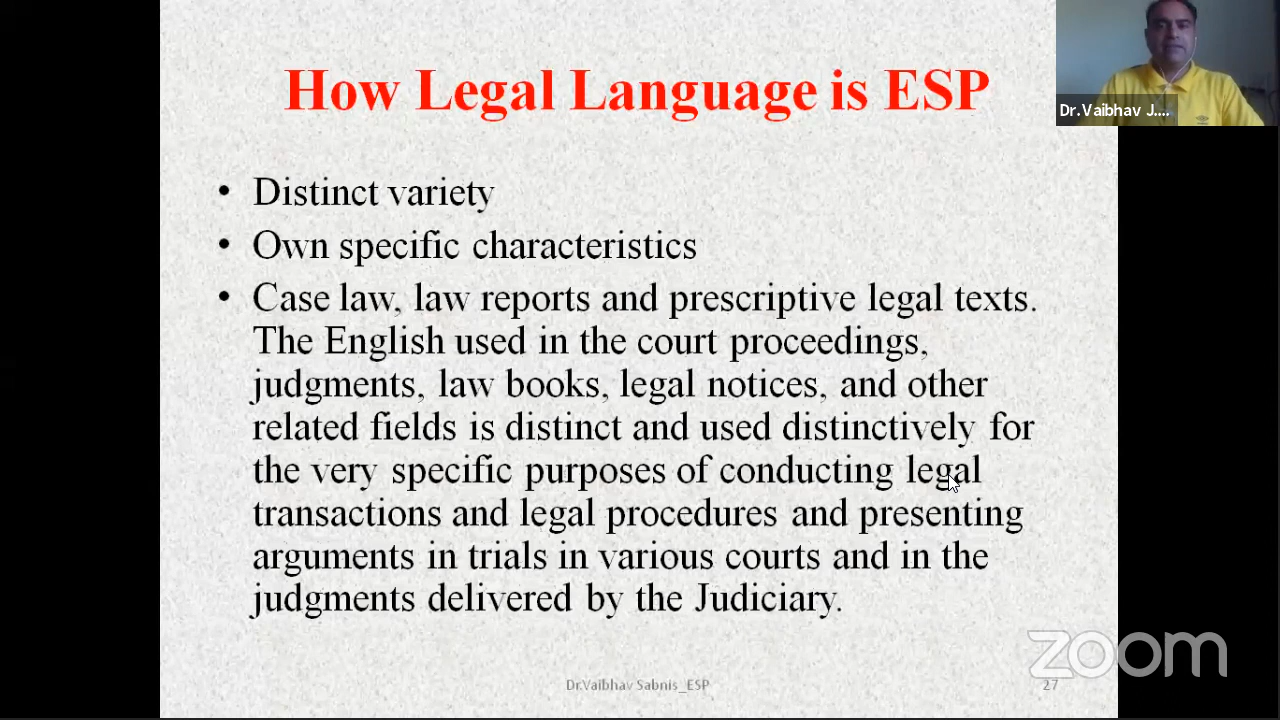 How Legal Language is ESP
Dr.Vaibhav J....
• Distinct variety
• Own specific characteristics
• Case law, law reports and prescriptive legal texts.
The English used in the court proceedings,
judgments, law books, legal notices, and other
related fields is distinct and used distinctively for
the very specific purposes of conducting legal
transactions and legal procedures and presenting
arguments in trials in various courts and in the
judgments delivered by the Judiciary.
zoom
Dr.Vaibhav Sabnis_ESP
27